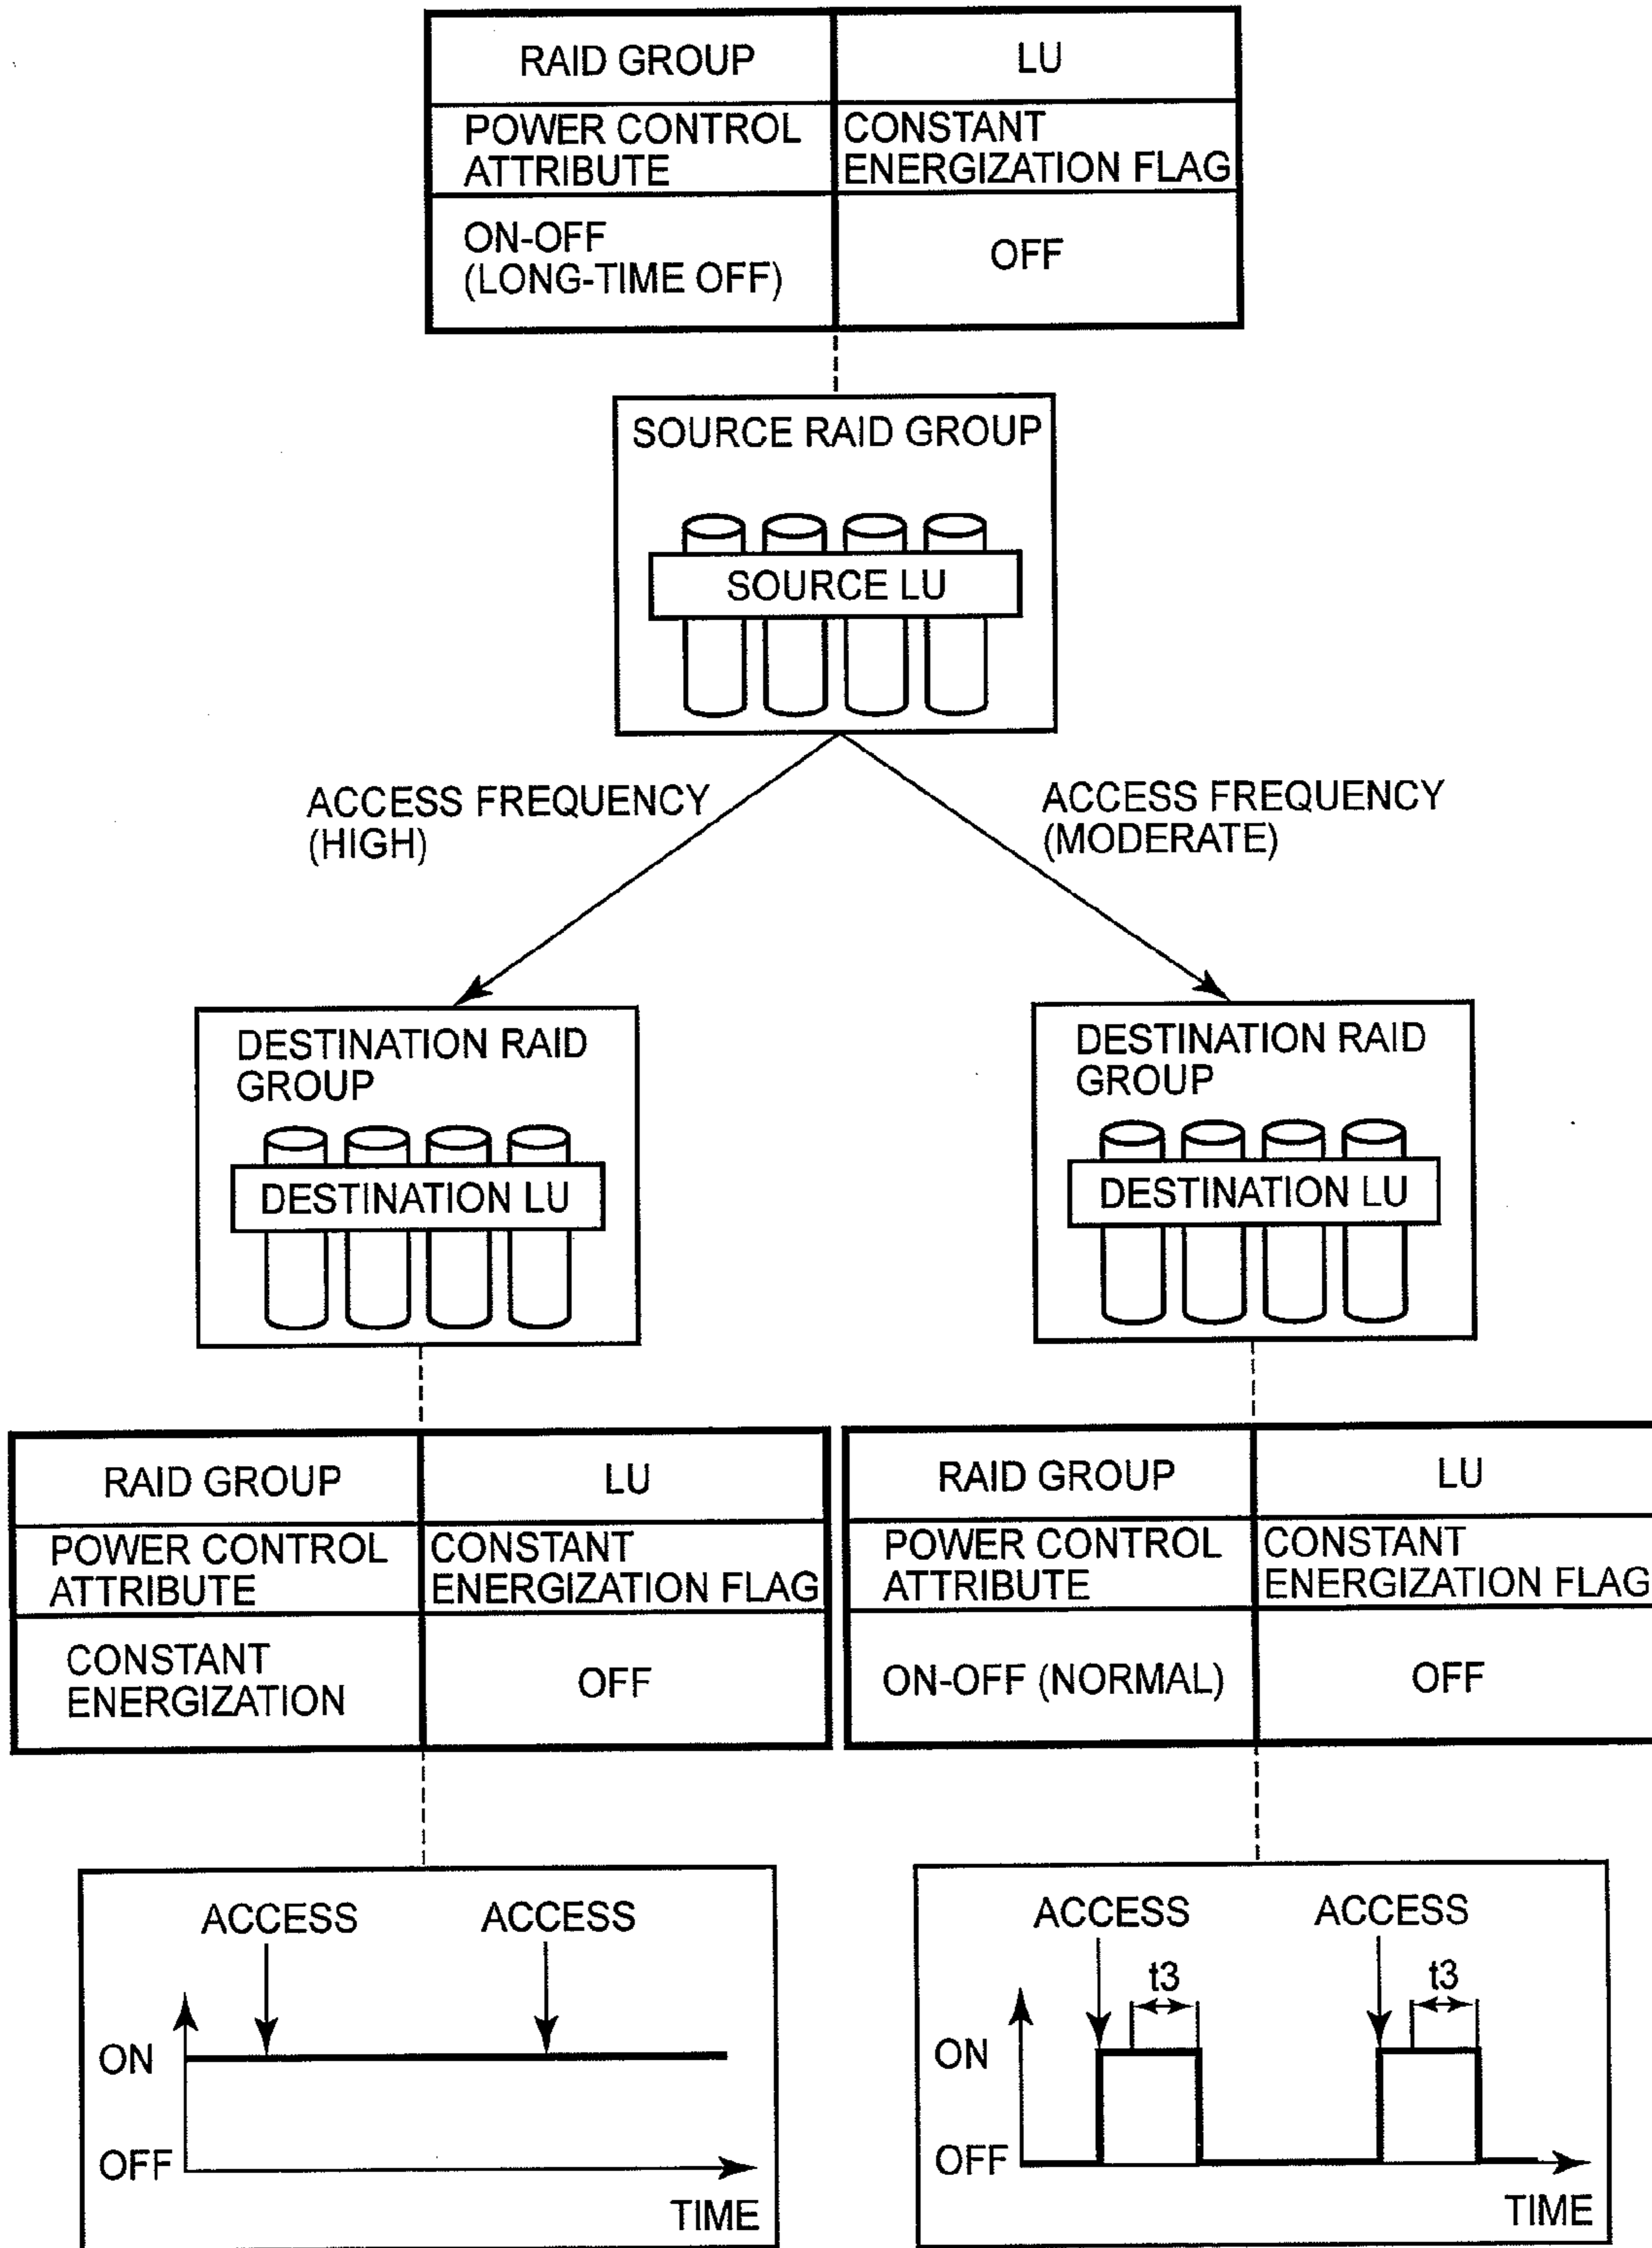 RAID GROUP
LU
POWER CONTROL
ATTRIBUTE
CONSTANT
ENERGIZATION FLAG
ON-OFF
(LONG-TIME OFF)
OFF
SOURCE RAID GROUP
SOURCE LU
ACCESS FREQUENCY
(HIGH)
ACCESS FREQUENCY
(MODERATE)
DESTINATION RAID
GROUP
DESTINATION LU
DESTINATION RAID
GROUP
DESTINATION LU
RAID GROUP
LU
POWER CONTROL
ATTRIBUTE
CONSTANT
ENERGIZATION FLAG
CONSTANT
ENERGIZATION
OFF
RAID GROUP
LU
POWER CONTROL
ATTRIBUTE
CONSTANT
ENERGIZATION FLAG
ON-OFF (NORMAL)
OFF
ACCESS
ACCESS
ON
OFF
TIME
ACCESS
ACCESS
t3
t3
ON
OFF
TIME